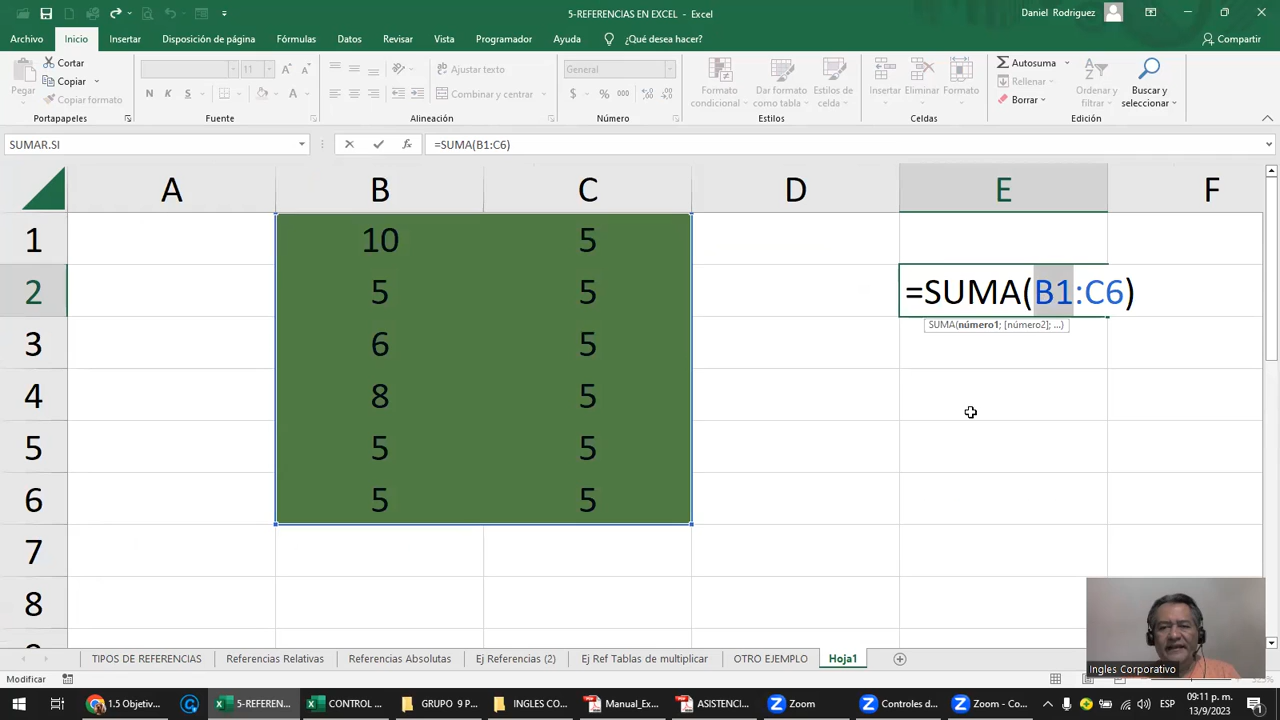 5-REFERENCIAS EN EXCEL - Excel
Daniel Rodriguez
Archivo Inicio Insertar Disposición de página Fórmulas Datos Revisar Vista Programador Ayuda ¿Qué desea hacer? Compartir
Pegar
Cortar
Copiar
Copiar formato
Portapapeles
11
N K S
Fuente
Ajustar texto
Combinar y centrar
Alineación
General
$ % 000
Número
Formato condicional
Dar formato como tabla
Estilos de celda
Estilos
Insertar Eliminar Formato
Celdas
Autosuma
Rellenar
Borrar
Ordenar y filtrar
Buscar y seleccionar
Edición
SUMAR.SI
fx
=SUMA(B1:C6)
A B C D E F
1 10 5
2 5 5 =SUMA(B1:C6)
SUMA(número1; [número2]; ...)
3 6 5
4 8 5
5 5 5
6 5 5
7
8
Ingles Corporativo
TIPOS DE REFERENCIAS Referencias Relativas Referencias Absolutas Ej Referencias (2) Ej Ref Tablas de multiplicar OTRO EJEMPLO Hoja1
Modificar
1.5 Objetiv... 5-REFEREN... CONTROL ... GRUPO 9 P... INGLES CO... Manual_Ex... ASISTENCI... Zoom Controles d... Zoom - Co...
ESP
09:11 p. m.
13/9/2023